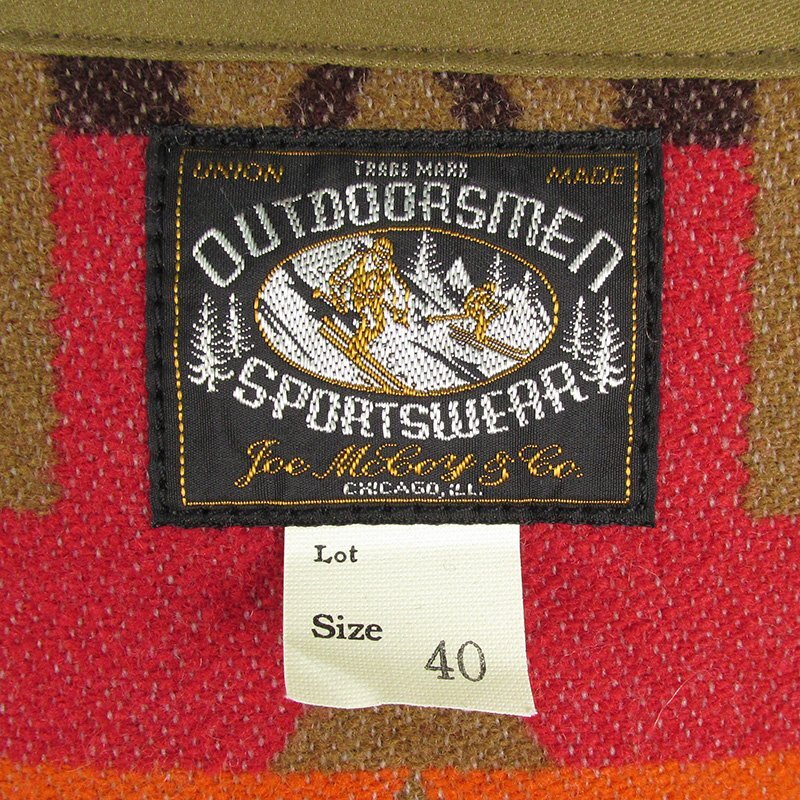 UNION TRADE MARK MADE
OUTDOORSMEN
SPORTSWEAR
Joe McCoy & Co
CHICAGO, ILL.
Lot
Size 40